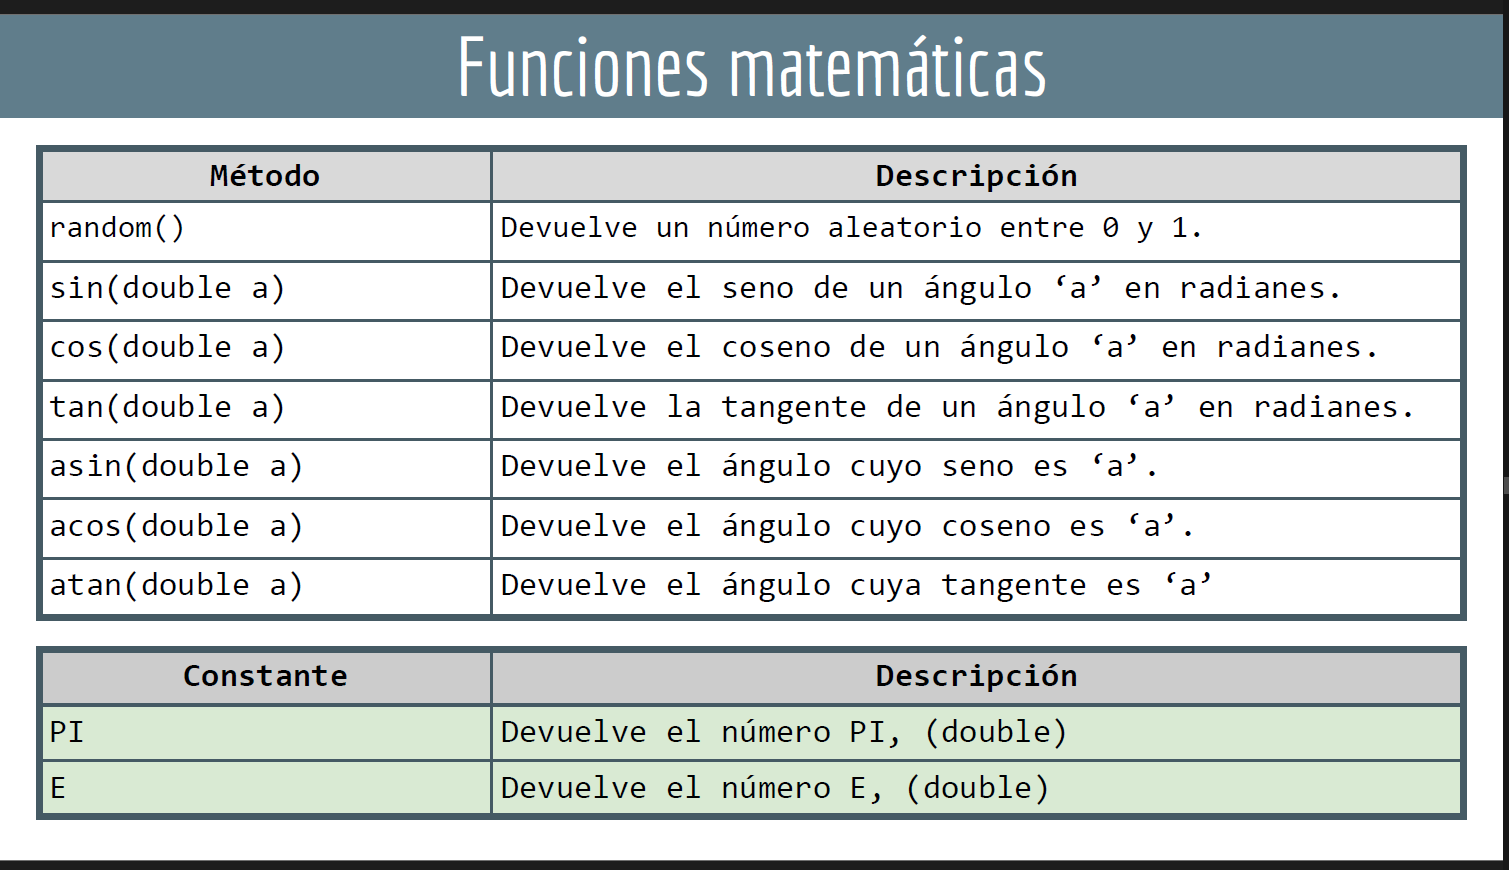 Funciones matemáticas
Método Descripción
random() Devuelve un número aleatorio entre 0 y 1.
sin(double a) Devuelve el seno de un ángulo ‘a’ en radianes.
cos(double a) Devuelve el coseno de un ángulo ‘a’ en radianes.
tan(double a) Devuelve la tangente de un ángulo ‘a’ en radianes.
asin(double a) Devuelve el ángulo cuyo seno es ‘a’.
acos(double a) Devuelve el ángulo cuyo coseno es ‘a’.
atan(double a) Devuelve el ángulo cuya tangente es ‘a’
Constante Descripción
PI Devuelve el número PI, (double)
E Devuelve el número E, (double)